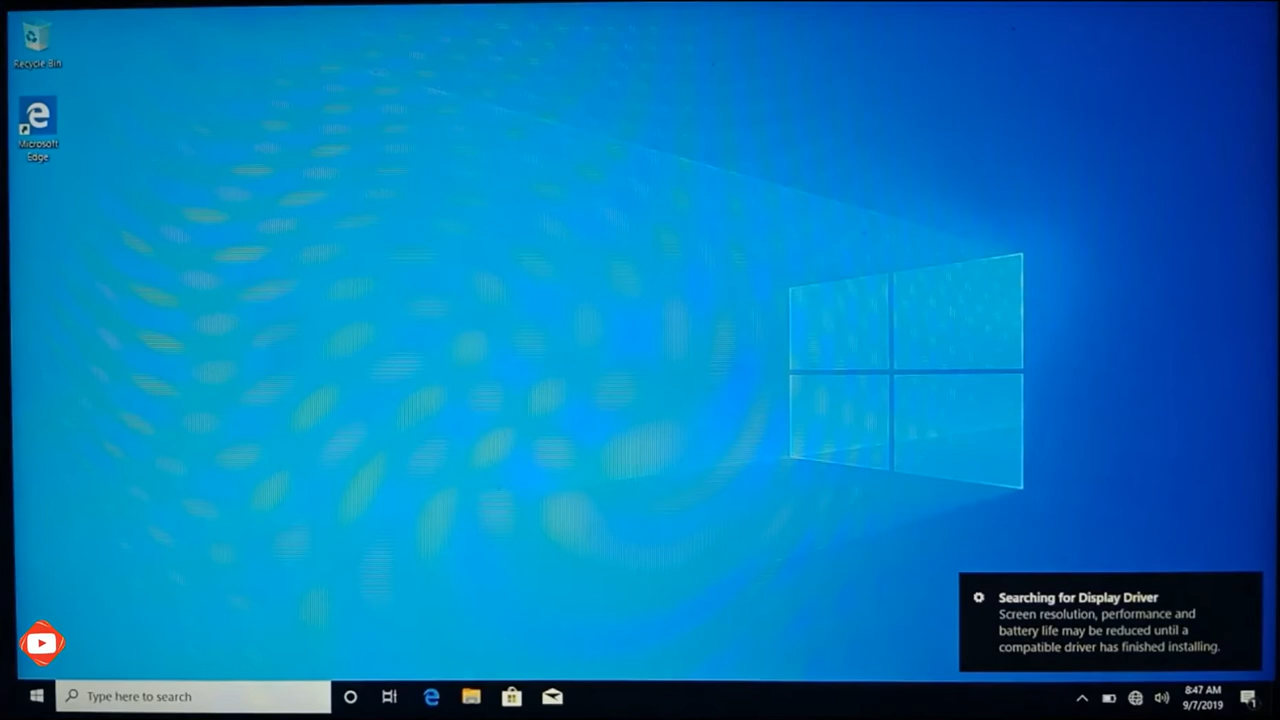 Recycle Bin
Microsoft
Edge
Searching for Display Driver
Screen resolution, performance and
battery life may be reduced until a
compatible driver has finished installing.
Type here to search
8:47 AM
9/7/2019
1